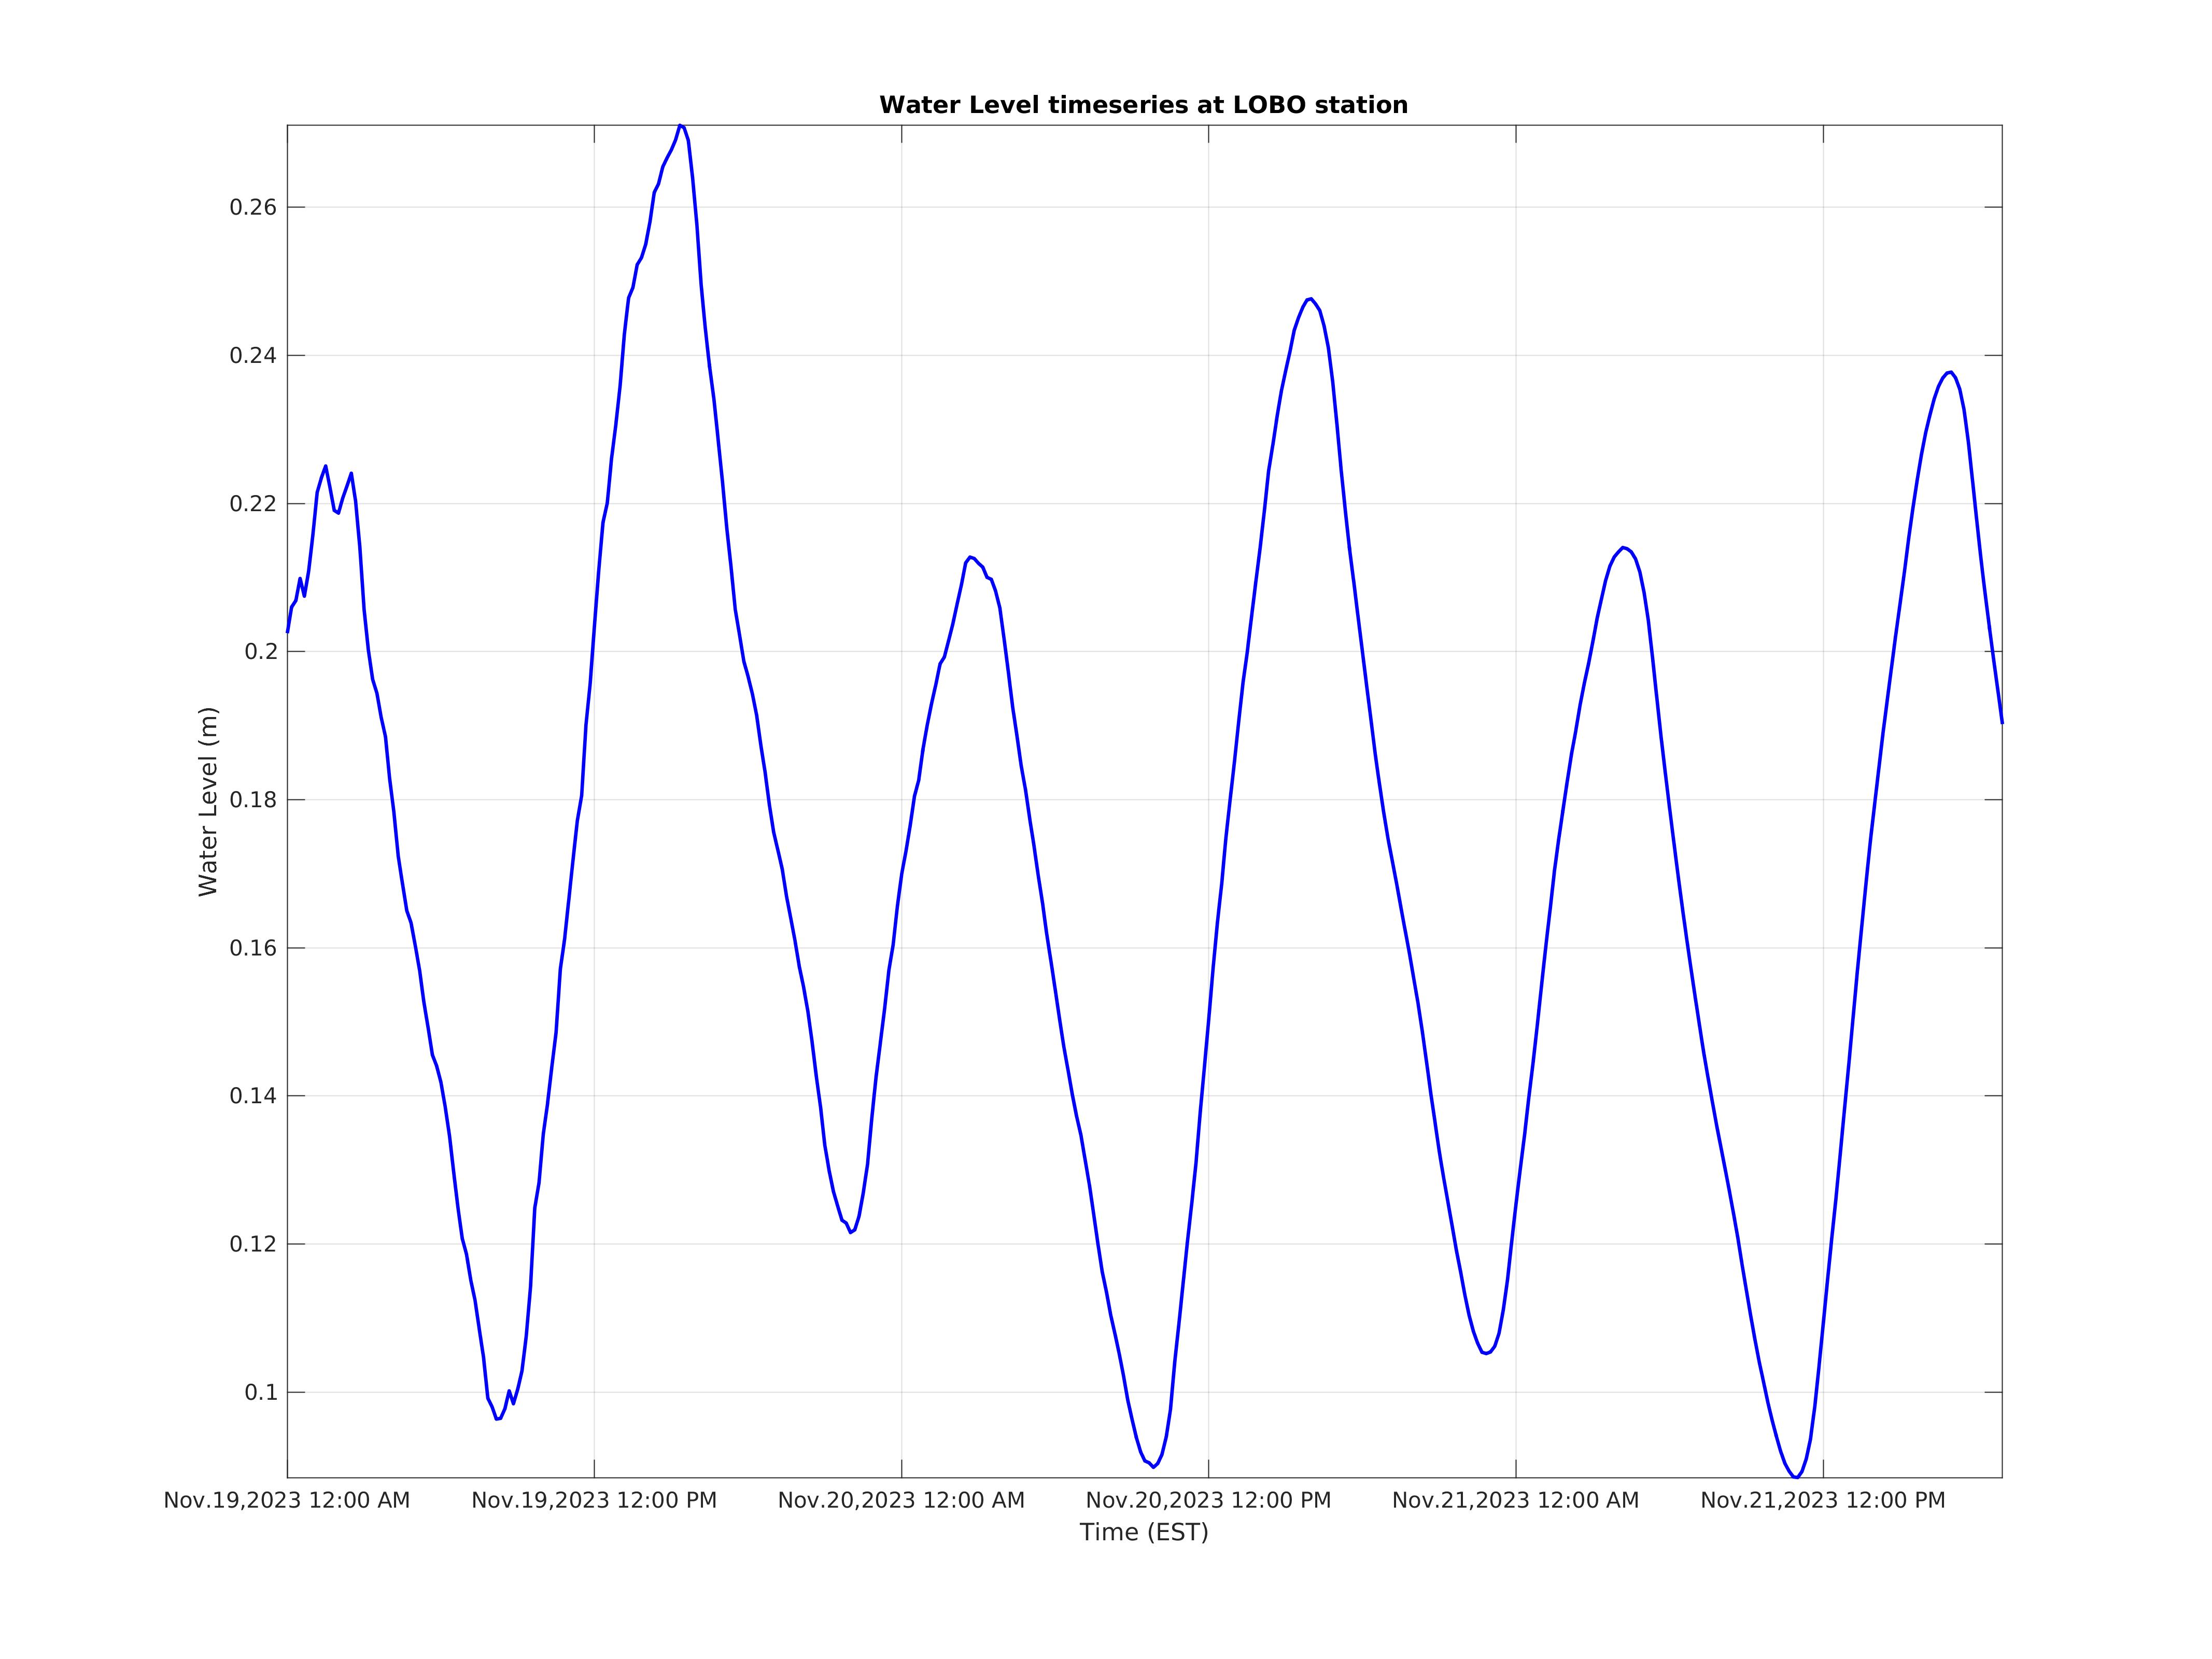 Water Level timeseries at LOBO station
0.26
0.24
0.22
0.2
0.18
0.16
0.14
0.12
0.1
Water Level (m)
Nov.19,2023 12:00 AM Nov.19,2023 12:00 PM Nov.20,2023 12:00 AM Nov.20,2023 12:00 PM Nov.21,2023 12:00 AM Nov.21,2023 12:00 PM
Time (EST)